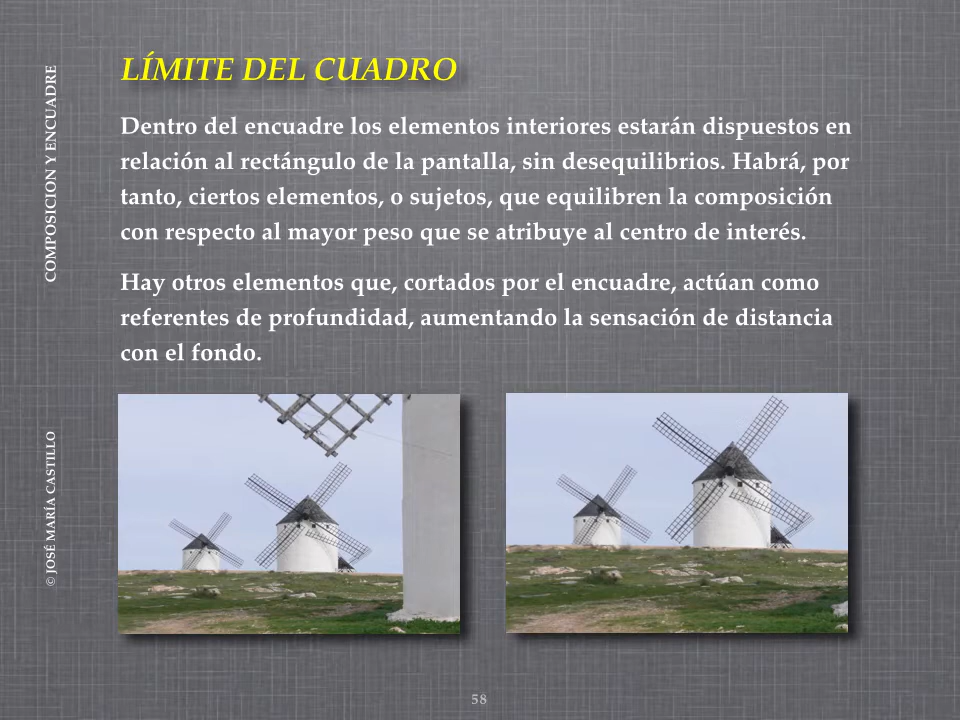 LÍMITE DEL CUADRO
Dentro del encuadre los elementos interiores estarán dispuestos en
relación al rectángulo de la pantalla, sin desequilibrios. Habrá, por
tanto, ciertos elementos, o sujetos, que equilibren la composición
con respecto al mayor peso que se atribuye al centro de interés.
Hay otros elementos que, cortados por el encuadre, actúan como
referentes de profundidad, aumentando la sensación de distancia
con el fondo.
COMPOSICION Y ENCUADRE
© JOSÉ MARÍA CASTILLO
58